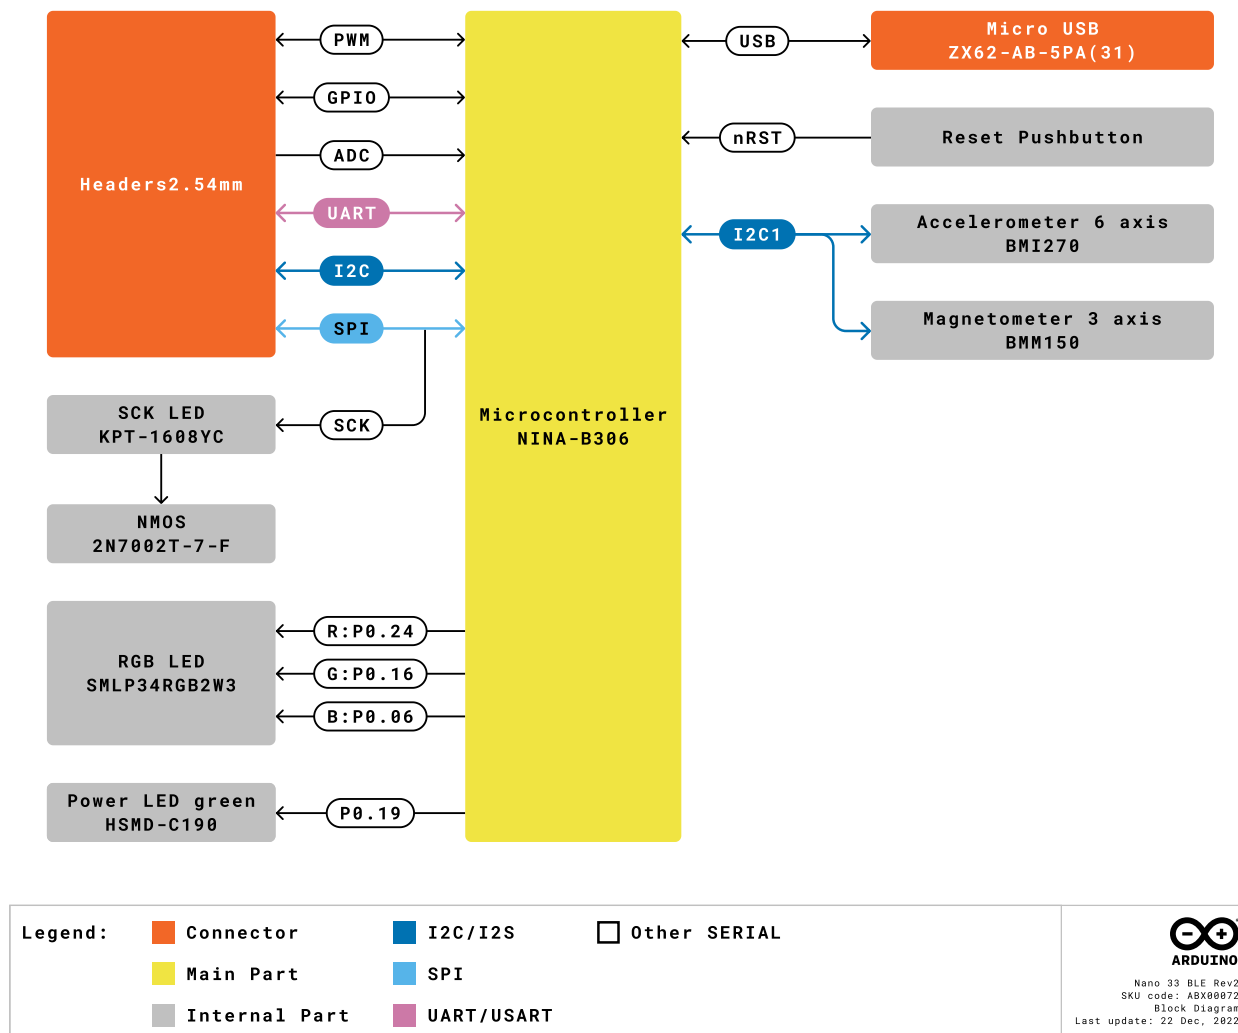 Headers2.54mm
PWM
GPIO
ADC
UART
I2C
SPI
SCK
SCK LED
KPT-1608YC
NMOS
2N7002T-7-F
RGB LED
SMLP34RGB2W3
R:P0.24
G:P0.16
B:P0.06
Power LED green
HSMD-C190
P0.19
Microcontroller
NINA-B306
USB
Micro USB
ZX62-AB-5PA(31)
nRST
Reset Pushbutton
I2C1
Accelerometer 6 axis
BMI270
Magnetometer 3 axis
BMM150
Legend:
Connector
Main Part
Internal Part
I2C/I2S
SPI
UART/USART
Other SERIAL
ARDUINO
Nano 33 BLE Rev2
SKU code: ABX00072
Block Diagram
Last update: 22 Dec, 2022